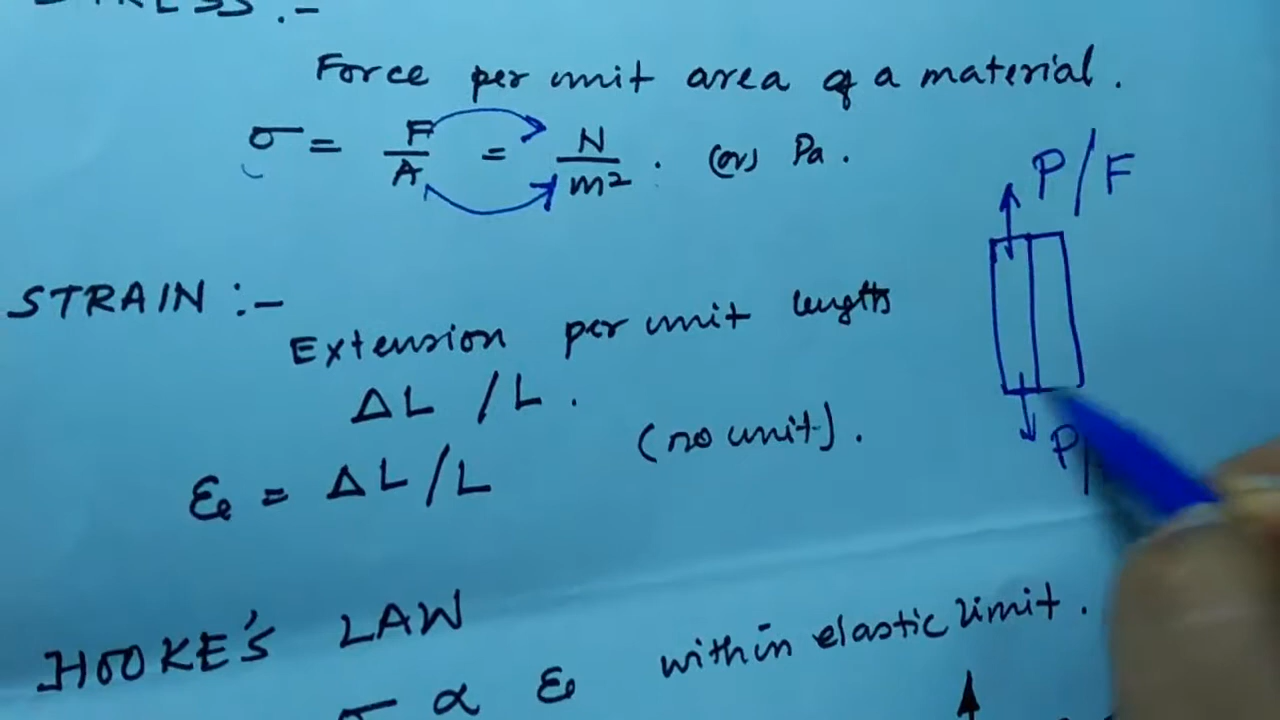 STRESS :-
Force per unit area of a material.
σ = F/A = N/m². (or) Pa.
P/F
STRAIN :-
Extension per unit length
ΔL /L.
(no unit).
P/
εe = ΔL/L
HOOKE'S LAW
σ α εe within elastic limit.